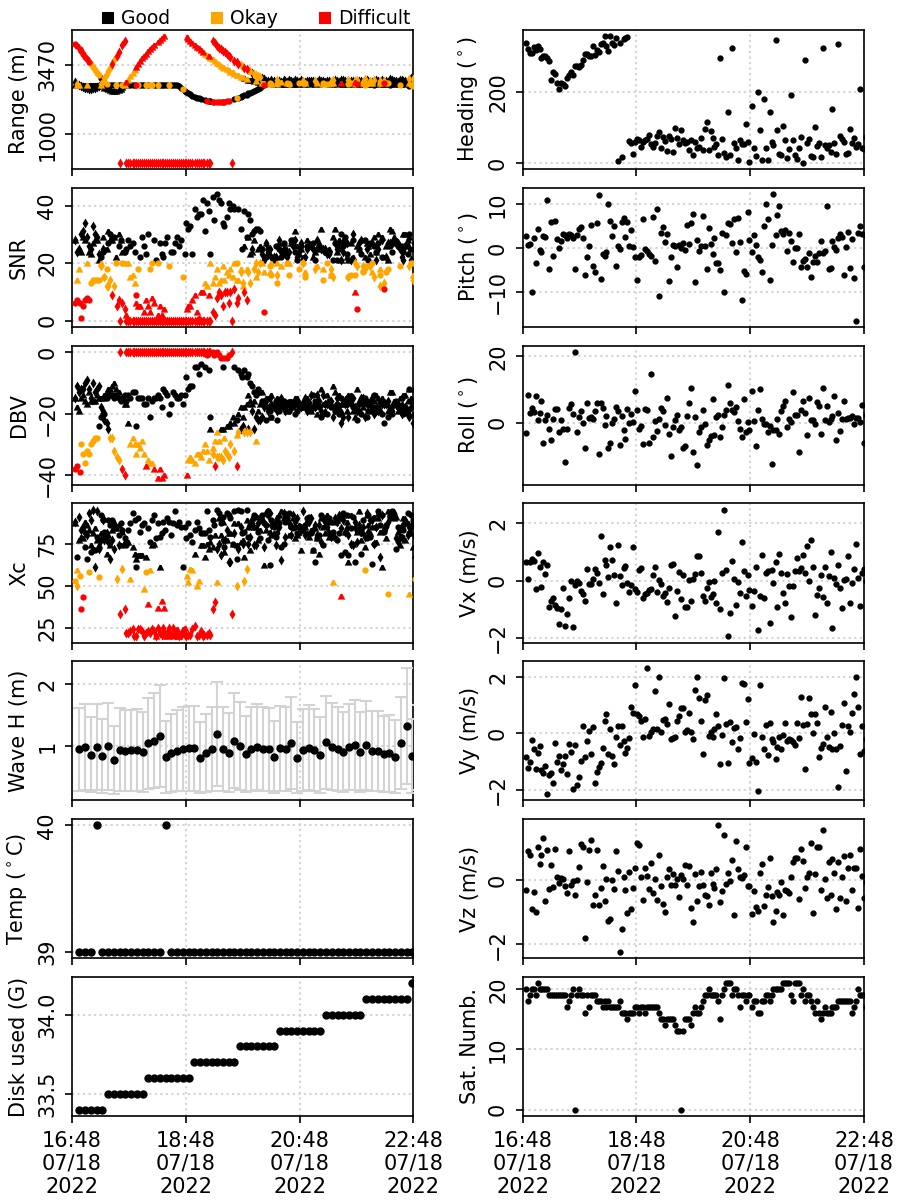 Good Okay Difficult
Range (m)
3470
1000
Heading (°)
200
0
SNR
40
20
0
Pitch (°)
10
0
−10
DBV
0
−20
−40
Roll (°)
20
0
Xc
75
50
25
Vx (m/s)
2
0
−2
Wave H (m)
2
1
Vy (m/s)
2
0
−2
Temp (°C)
40
39
Vz (m/s)
0
−2
Disk used (G)
34.0
33.5
Sat. Numb.
20
10
0
16:48 18:48 20:48 22:48
07/18 07/18 07/18 07/18
2022 2022 2022 2022
16:48 18:48 20:48 22:48
07/18 07/18 07/18 07/18
2022 2022 2022 2022